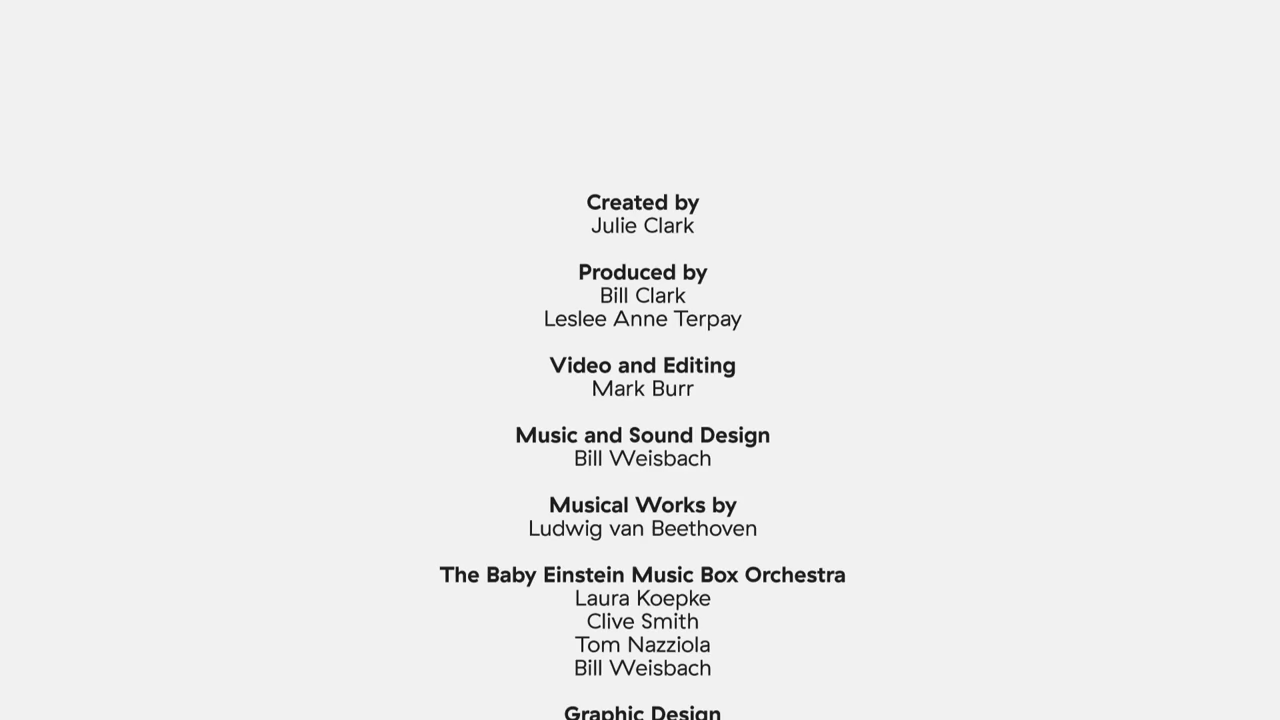 Created by
Julie Clark
Produced by
Bill Clark
Leslee Anne Terpay
Video and Editing
Mark Burr
Music and Sound Design
Bill Weisbach
Musical Works by
Ludwig van Beethoven
The Baby Einstein Music Box Orchestra
Laura Koepke
Clive Smith
Tom Nazziola
Bill Weisbach
Graphic Design